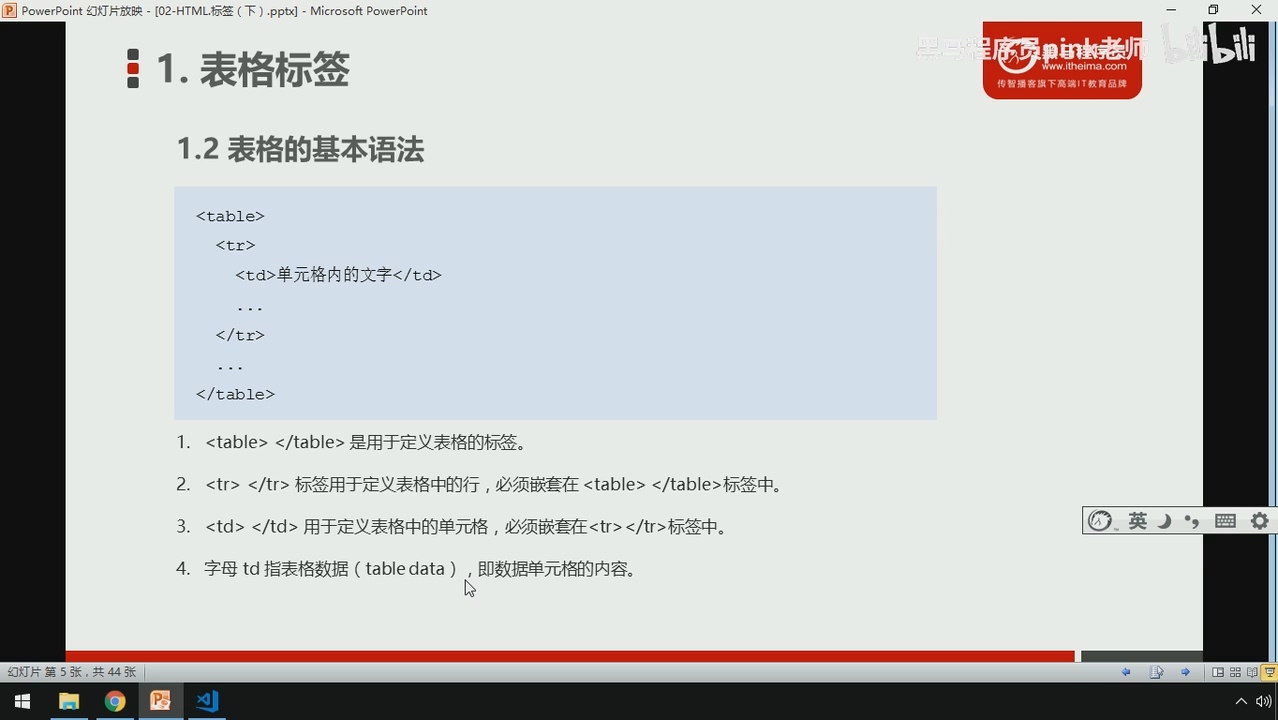 PowerPoint 幻灯片放映 - [02-HTML.标签（下）.pptx] - Microsoft PowerPoint
黑马程序员pink老师
bilibili
www.itheima.com
传智播客旗下高端IT教育品牌
1. 表格标签
1.2 表格的基本语法
<table>
<tr>
<td>单元格内的文字</td>
...
</tr>
...
</table>
1. <table> </table> 是用于定义表格的标签。
2. <tr> </tr> 标签用于定义表格中的行，必须嵌套在 <table> </table>标签中。
3. <td> </td> 用于定义表格中的单元格，必须嵌套在<tr></tr>标签中。
4. 字母 td 指表格数据（table data），即数据单元格的内容。
英
幻灯片 第 5 张，共 44 张